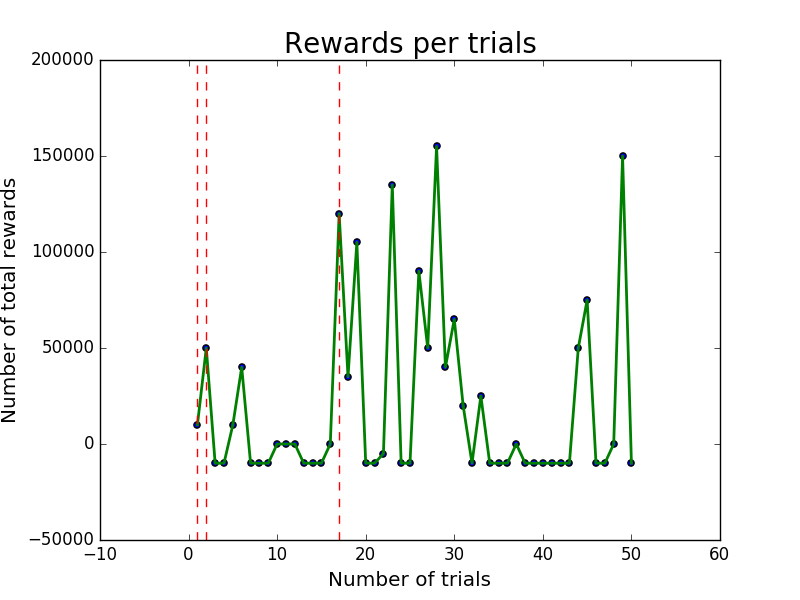 Rewards per trials
200000
150000
100000
50000
0
−50000
Number of total rewards
−10 0 10 20 30 40 50 60
Number of trials